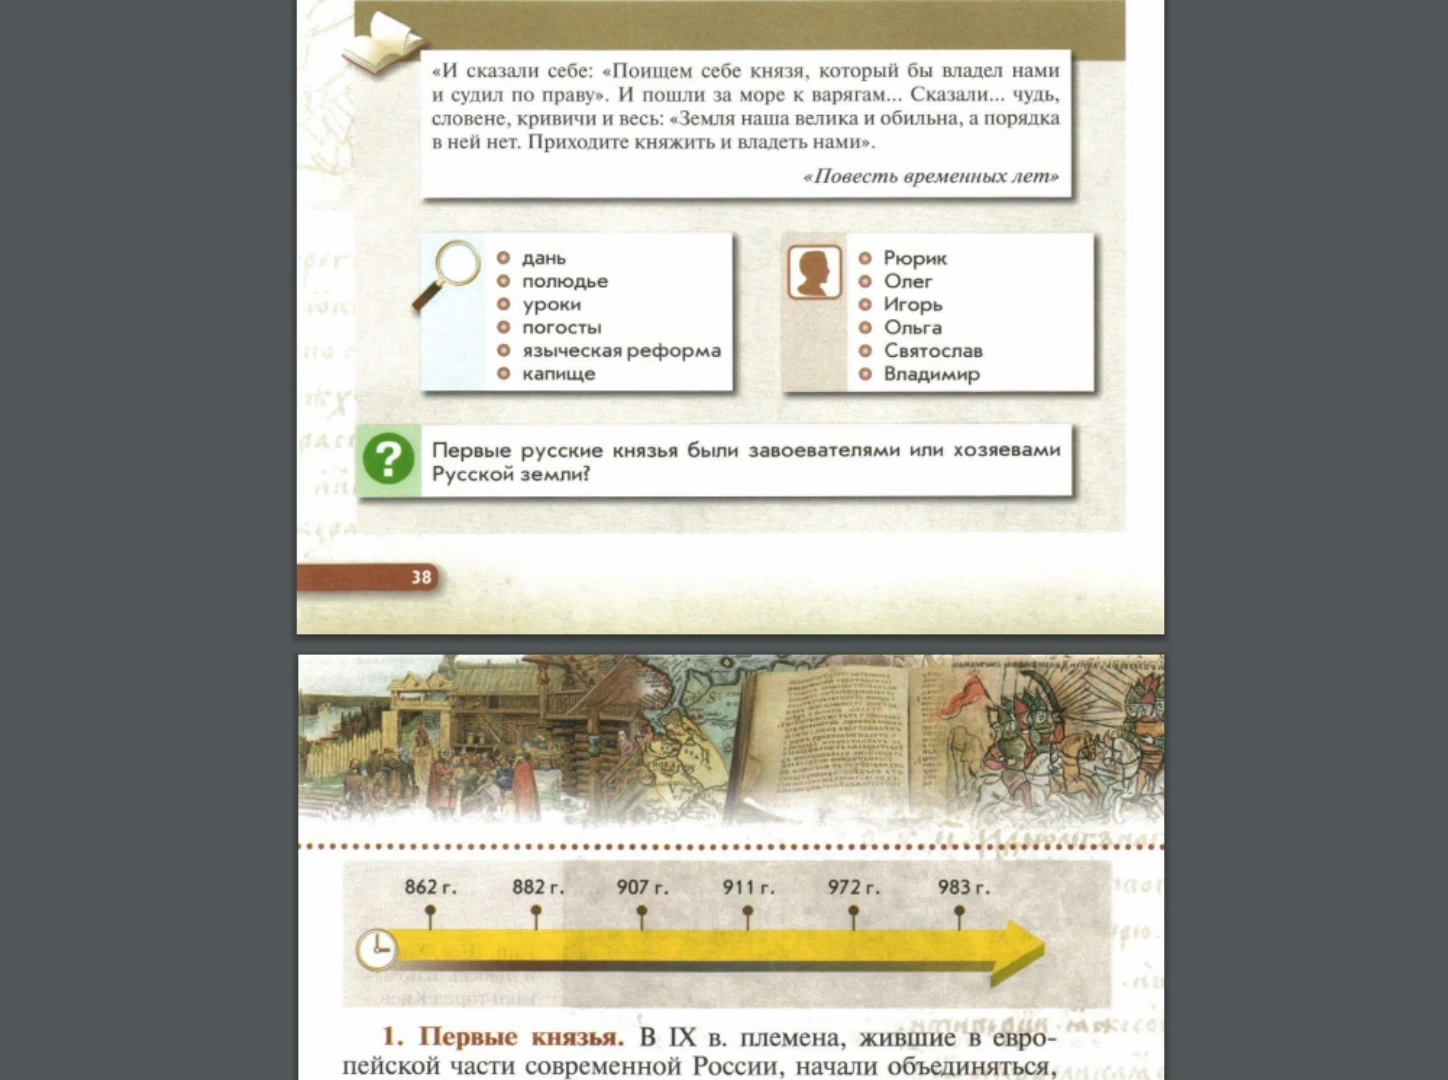 «И сказали себе: «Поищем себе князя, который бы владел нами
и судил по праву». И пошли за море к варягам... Сказали... чудь,
словене, кривичи и весь: «Земля наша велика и обильна, а порядка
в ней нет. Приходите княжить и владеть нами».
«Повесть временных лет»
дань
полюдье
уроки
погосты
языческая реформа
капище
Рюрик
Олег
Игорь
Ольга
Святослав
Владимир
Первые русские князья были завоевателями или хозяевами
Русской земли?
38
862 г. 882 г. 907 г. 911 г. 972 г. 983 г.
1. Первые князья. В IX в. племена, жившие в евро-
пейской части современной России, начали объединяться,